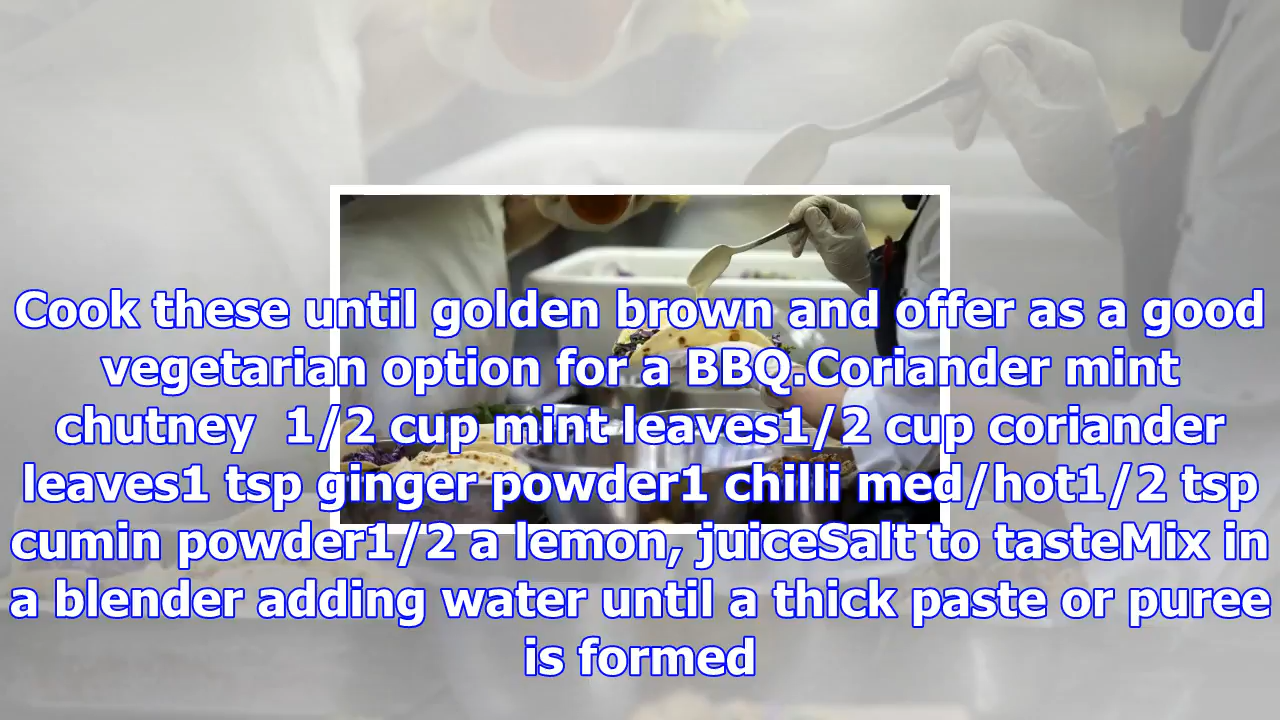 Cook these until golden brown and offer as a good
vegetarian option for a BBQ.Coriander mint
chutney  1/2 cup mint leaves1/2 cup coriander
leaves1 tsp ginger powder1 chilli med/hot1/2 tsp
cumin powder1/2 a lemon, juiceSalt to tasteMix in
a blender adding water until a thick paste or puree
is formed